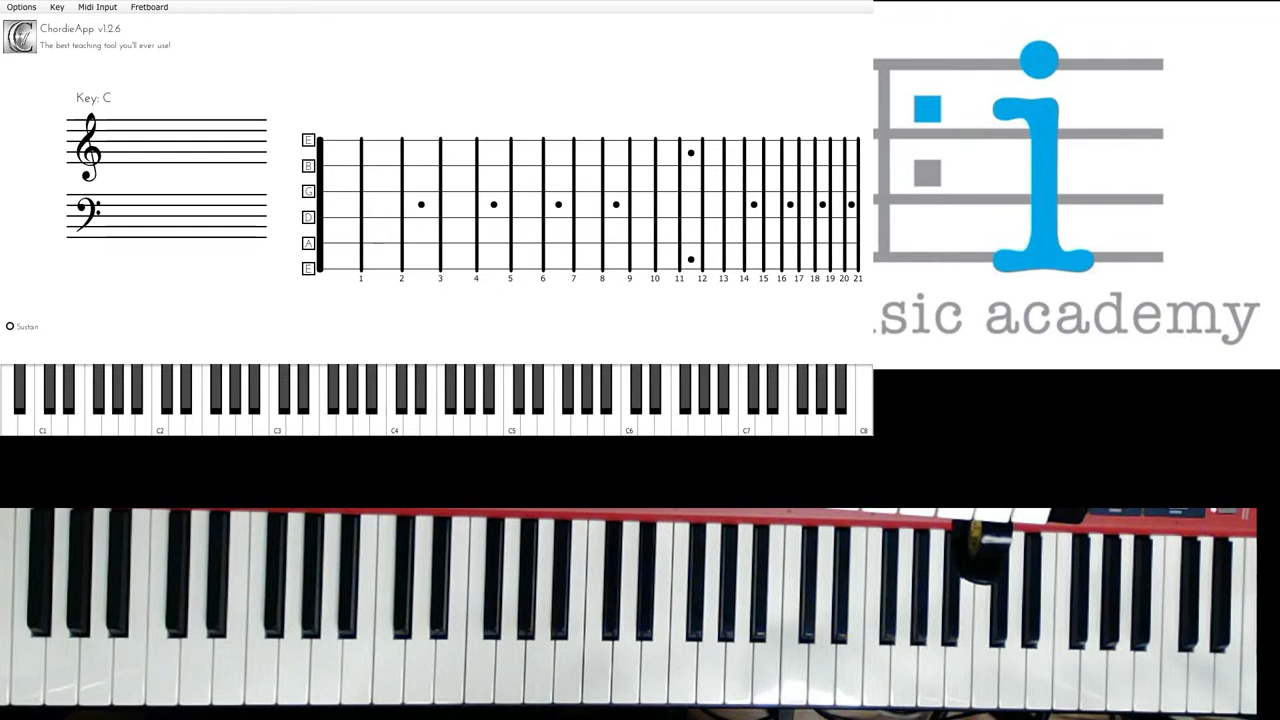 Options Key Midi Input Fretboard
ChordieApp v1.2.6
The best teaching tool you'll ever use!
Key: C
E
B
G
D
A
E
1 2 3 4 5 6 7 8 9 10 11 12 13 14 15 16 17 18 19 20 21
Sustain
C1 C2 C3 C4 C5 C6 C7 C8
i
sic academy